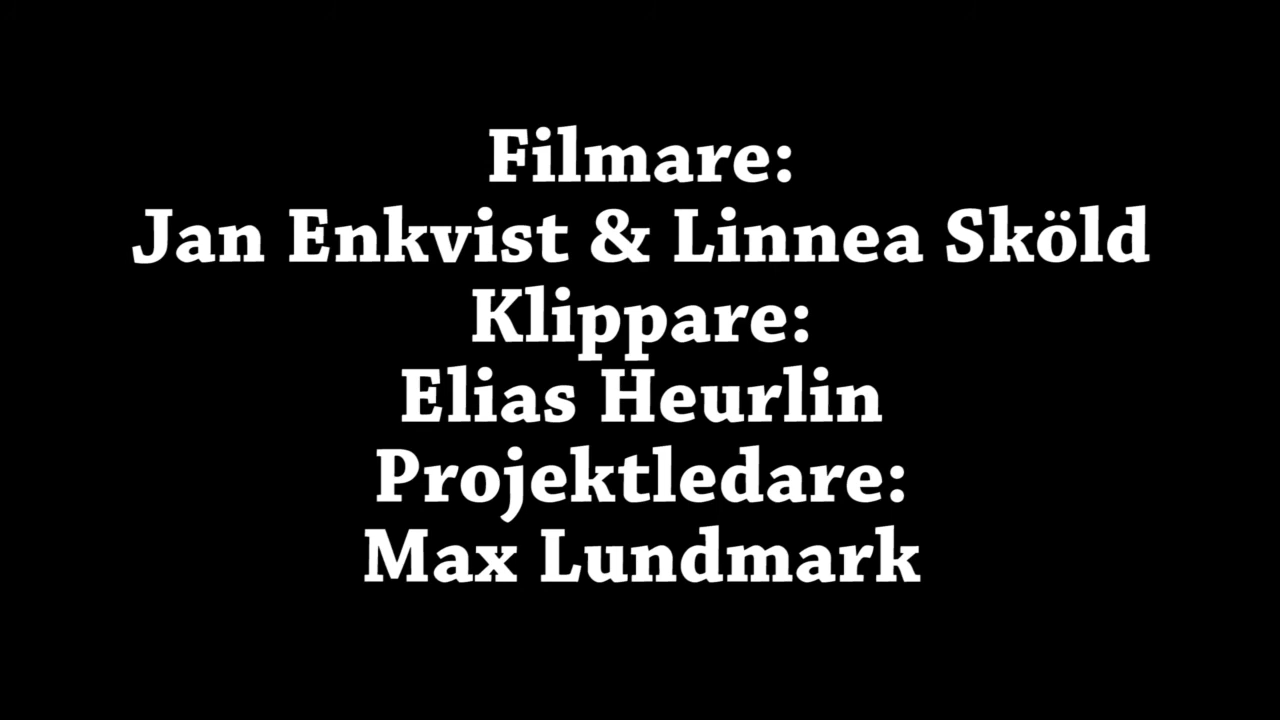 Filmare:
Jan Enkvist & Linnea Sköld
Klippare:
Elias Heurlin
Projektledare:
Max Lundmark